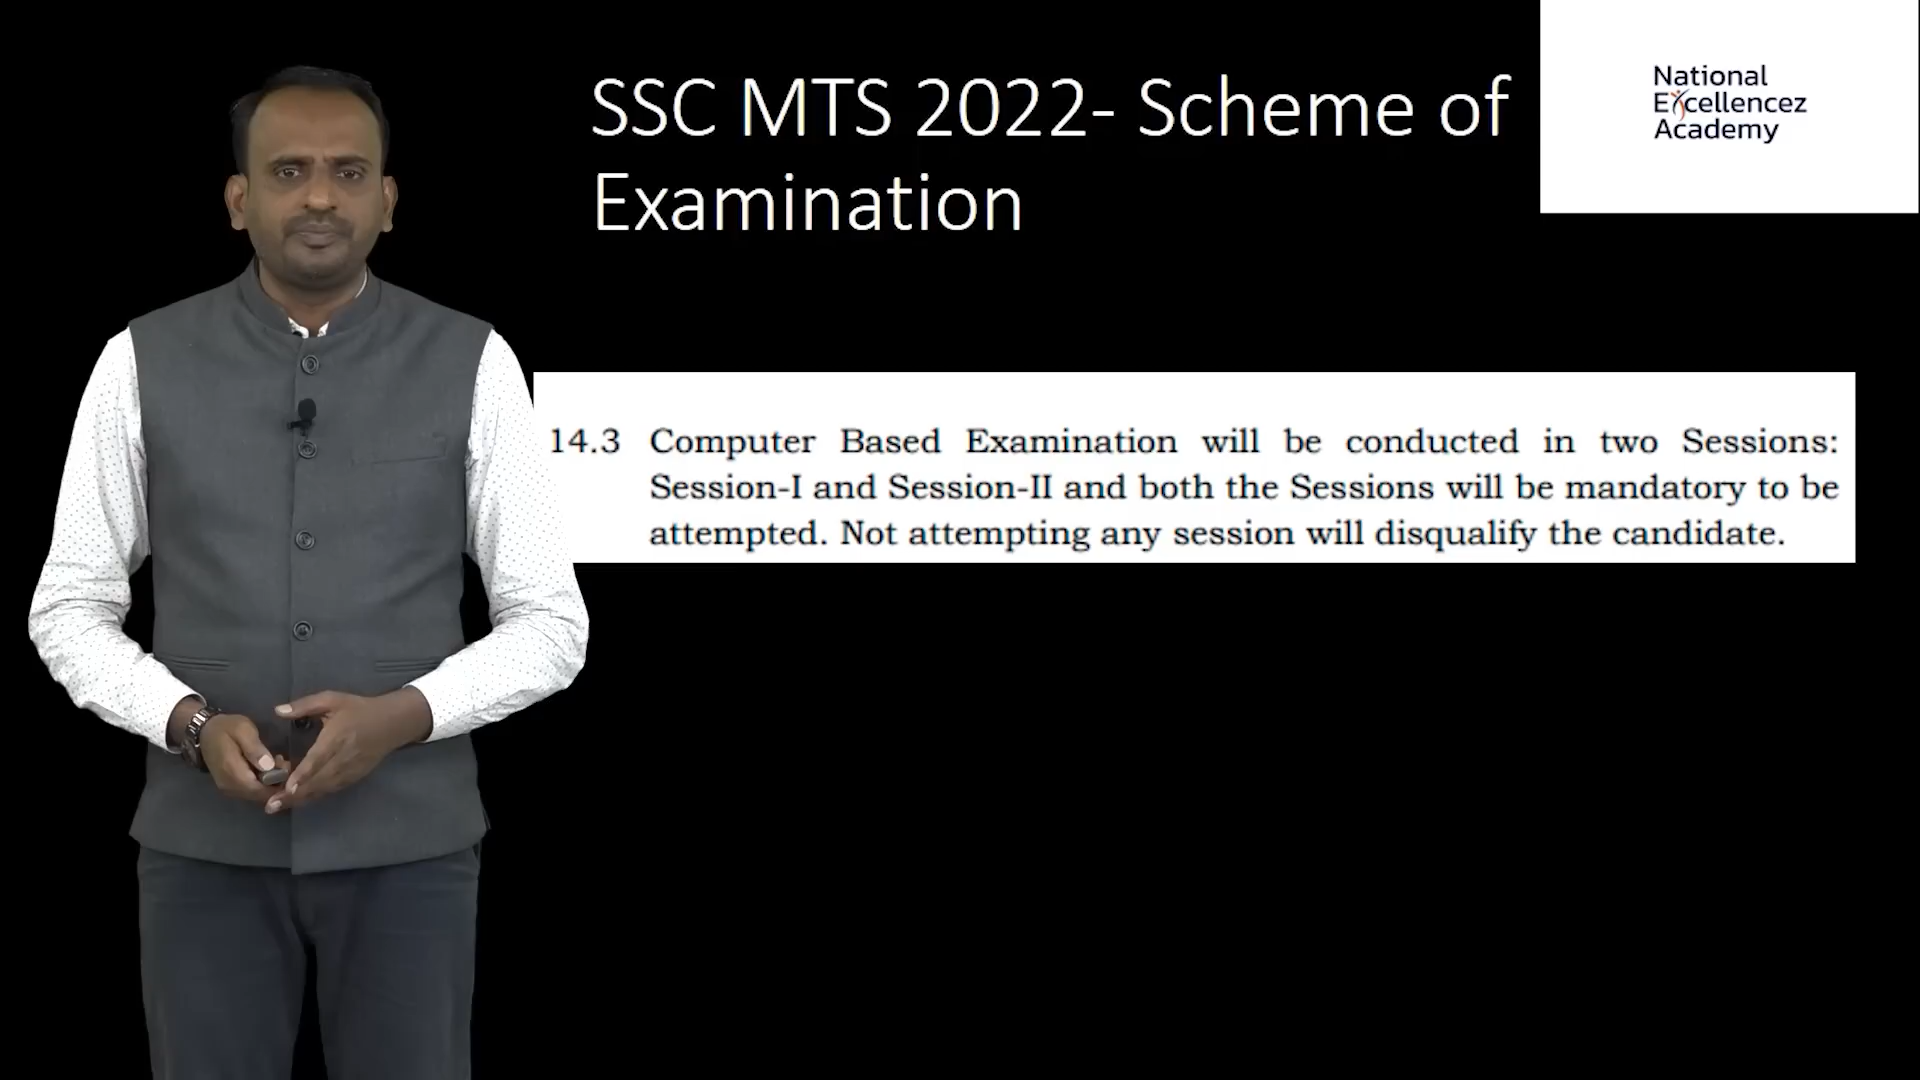 SSC MTS 2022- Scheme of
Examination
National
Excellencez
Academy
14.3 Computer Based Examination will be conducted in two Sessions:
Session-I and Session-II and both the Sessions will be mandatory to be
attempted. Not attempting any session will disqualify the candidate.